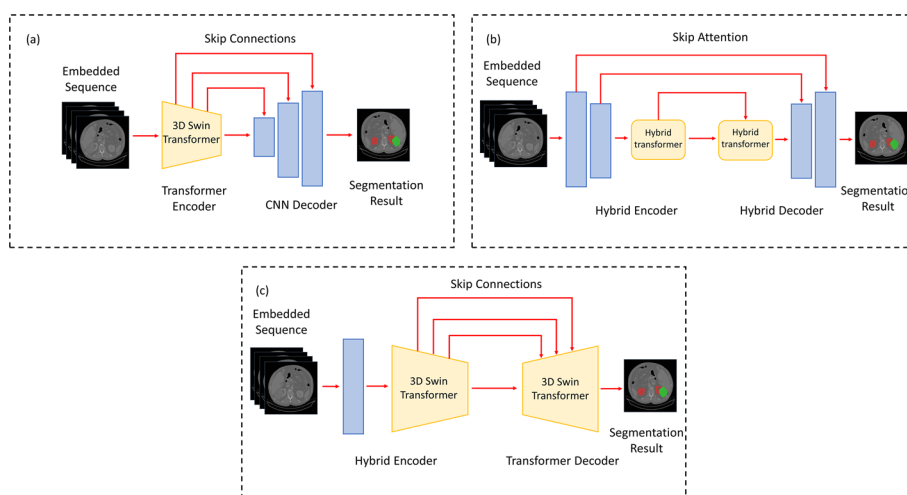 (a)
Skip Connections
Embedded
Sequence
3D Swin
Transformer
Transformer
Encoder
CNN Decoder
Segmentation
Result
(b)
Skip Attention
Embedded
Sequence
Hybrid
transformer
Hybrid
transformer
Hybrid Encoder
Hybrid Decoder
Segmentation
Result
(c)
Skip Connections
Embedded
Sequence
3D Swin
Transformer
3D Swin
Transformer
Hybrid Encoder
Transformer Decoder
Segmentation
Result